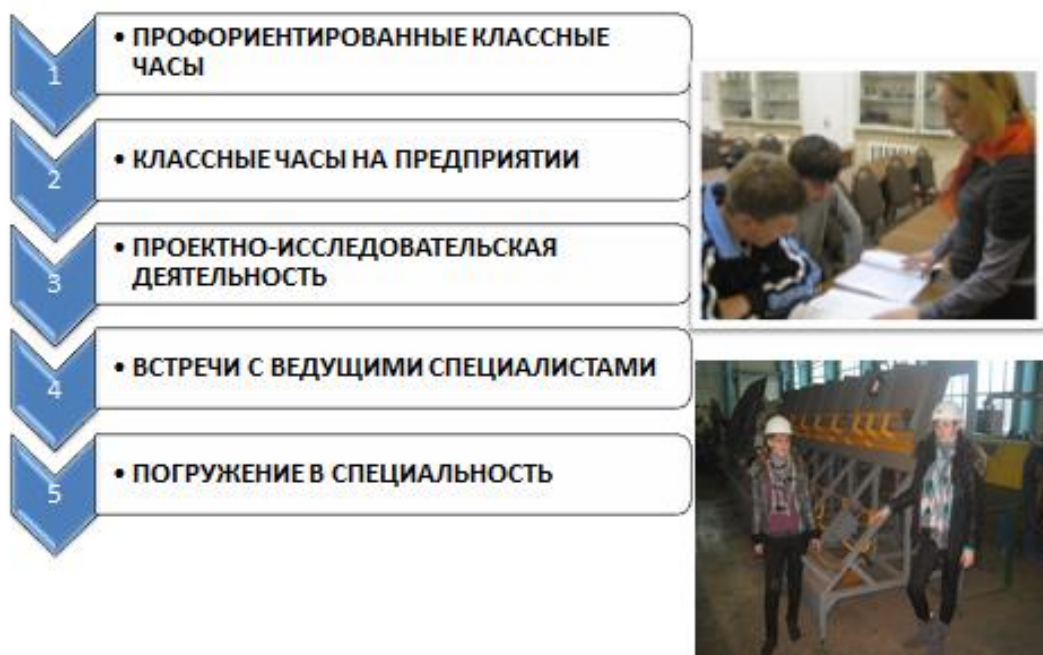 1
• ПРОФОРИЕНТИРОВАННЫЕ КЛАССНЫЕ
ЧАСЫ
2
• КЛАССНЫЕ ЧАСЫ НА ПРЕДПРИЯТИИ
3
• ПРОЕКТНО-ИССЛЕДОВАТЕЛЬСКАЯ
ДЕЯТЕЛЬНОСТЬ
4
• ВСТРЕЧИ С ВЕДУЩИМИ СПЕЦИАЛИСТАМИ
5
• ПОГРУЖЕНИЕ В СПЕЦИАЛЬНОСТЬ